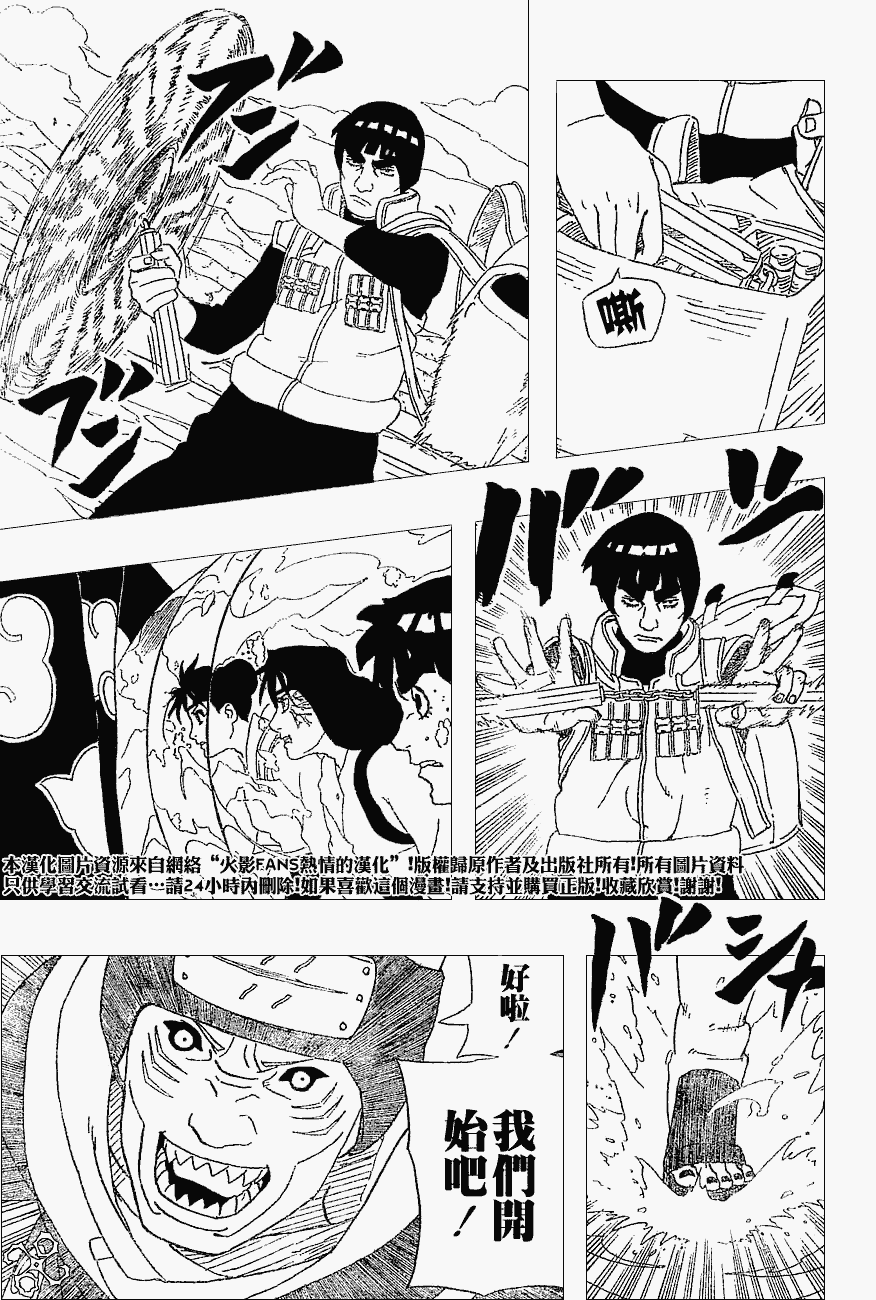 ブン
ブン
バッ
本漢化圖片資源來自網絡“火影FANS熱情的漢化”!版權歸原作者及出版社所有!所有圖片資料
只供學習交流試看…請24小時內刪除!如果喜歡這個漫畫!請支持並購買正版!收藏欣賞!謝謝!
バシャ
好啦!
我們開
始吧!